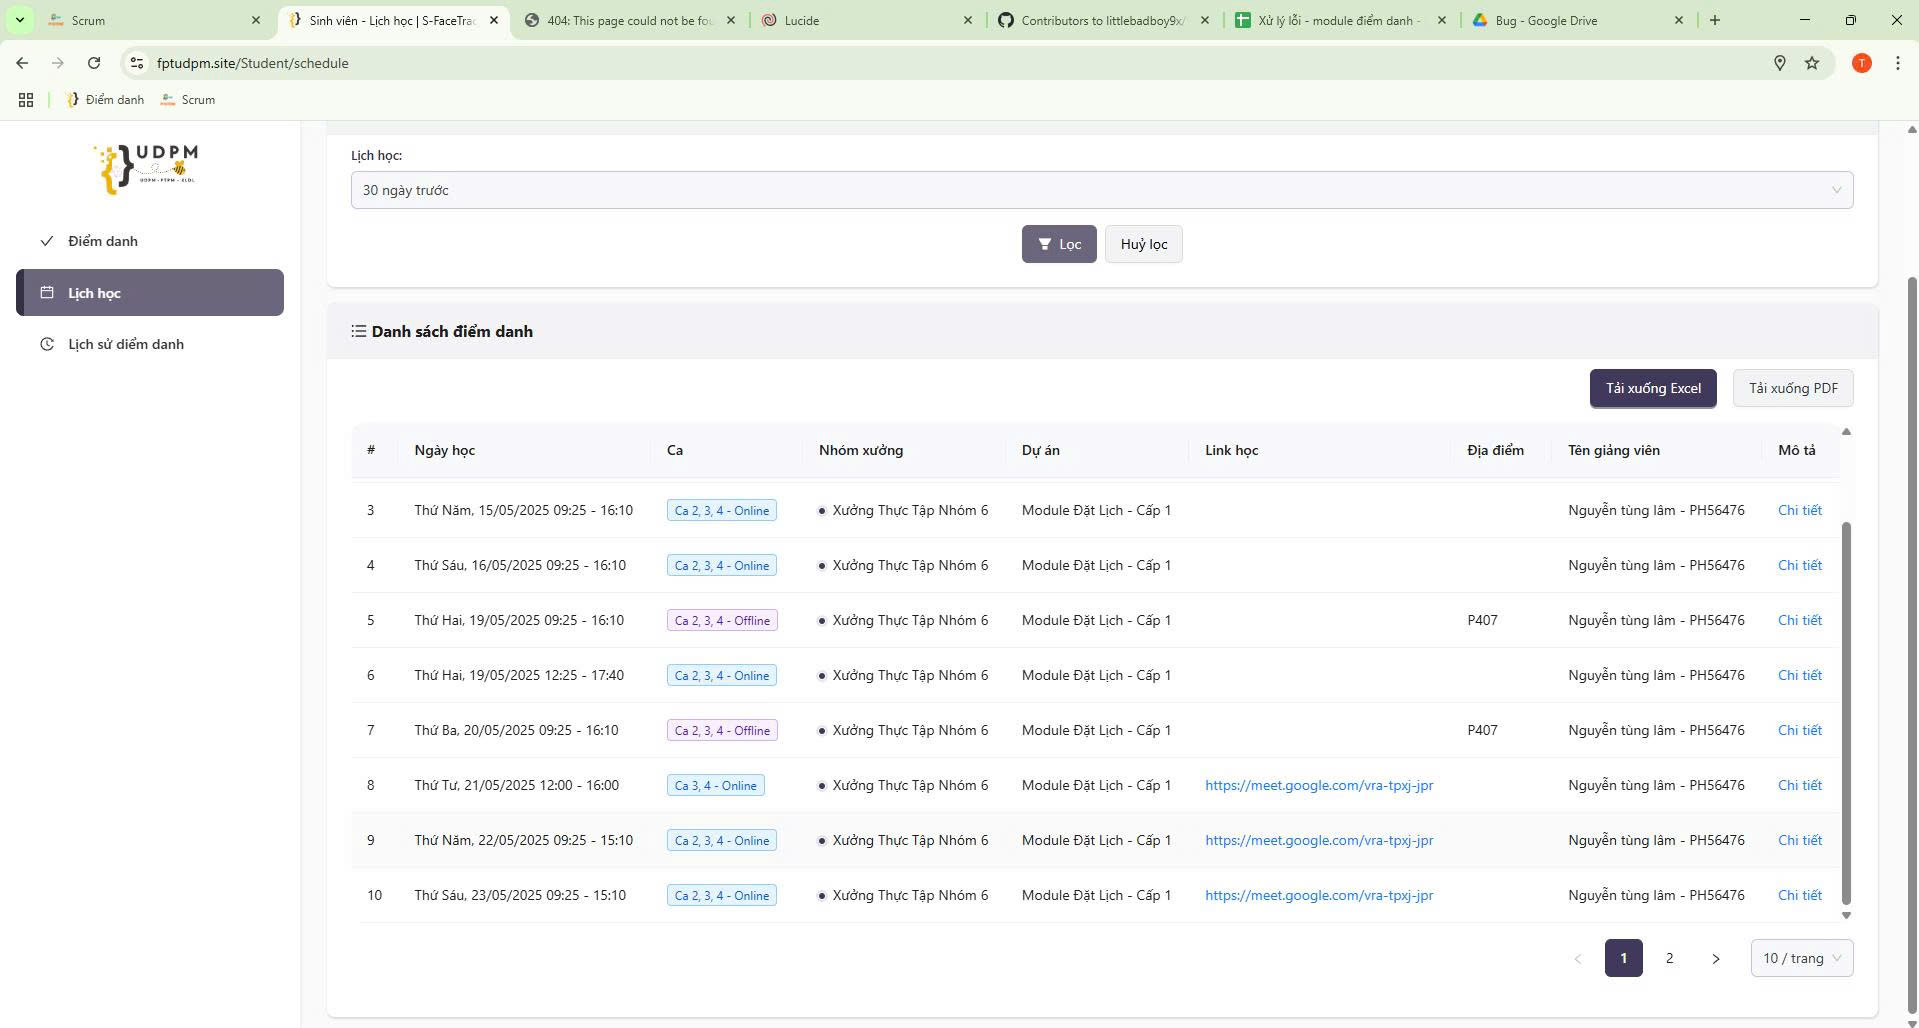 Scrum
Sinh viên - Lịch học | S-FaceTrac
404: This page could not be fou
Lucide
Contributors to littlebadboy9x/
Xử lý lỗi - module điểm danh -
Bug - Google Drive
fptudpm.site/Student/schedule
T
Điểm danh
Scrum
UDPM
UDPM - PTPM - XLDL
Điểm danh
Lịch học
Lịch sử điểm danh
Lịch học:
30 ngày trước
Lọc
Huỷ lọc
Danh sách điểm danh
Tải xuống Excel
Tải xuống PDF
# Ngày học Ca Nhóm xưởng Dự án Link học Địa điểm Tên giảng viên Mô tả
3 Thứ Năm, 15/05/2025 09:25 - 16:10 Ca 2, 3, 4 - Online Xưởng Thực Tập Nhóm 6 Module Đặt Lịch - Cấp 1 Nguyễn tùng lâm - PH56476 Chi tiết
4 Thứ Sáu, 16/05/2025 09:25 - 16:10 Ca 2, 3, 4 - Online Xưởng Thực Tập Nhóm 6 Module Đặt Lịch - Cấp 1 Nguyễn tùng lâm - PH56476 Chi tiết
5 Thứ Hai, 19/05/2025 09:25 - 16:10 Ca 2, 3, 4 - Offline Xưởng Thực Tập Nhóm 6 Module Đặt Lịch - Cấp 1 P407 Nguyễn tùng lâm - PH56476 Chi tiết
6 Thứ Hai, 19/05/2025 12:25 - 17:40 Ca 2, 3, 4 - Online Xưởng Thực Tập Nhóm 6 Module Đặt Lịch - Cấp 1 Nguyễn tùng lâm - PH56476 Chi tiết
7 Thứ Ba, 20/05/2025 09:25 - 16:10 Ca 2, 3, 4 - Offline Xưởng Thực Tập Nhóm 6 Module Đặt Lịch - Cấp 1 P407 Nguyễn tùng lâm - PH56476 Chi tiết
8 Thứ Tư, 21/05/2025 12:00 - 16:00 Ca 3, 4 - Online Xưởng Thực Tập Nhóm 6 Module Đặt Lịch - Cấp 1 https://meet.google.com/vra-tpxj-jpr Nguyễn tùng lâm - PH56476 Chi tiết
9 Thứ Năm, 22/05/2025 09:25 - 15:10 Ca 2, 3, 4 - Online Xưởng Thực Tập Nhóm 6 Module Đặt Lịch - Cấp 1 https://meet.google.com/vra-tpxj-jpr Nguyễn tùng lâm - PH56476 Chi tiết
10 Thứ Sáu, 23/05/2025 09:25 - 15:10 Ca 2, 3, 4 - Online Xưởng Thực Tập Nhóm 6 Module Đặt Lịch - Cấp 1 https://meet.google.com/vra-tpxj-jpr Nguyễn tùng lâm - PH56476 Chi tiết
1 2 10 / trang